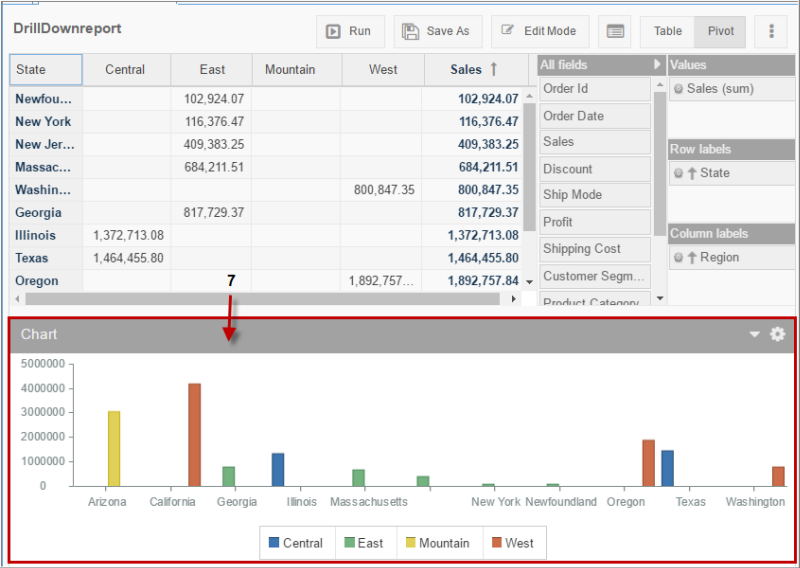 DrillDownreport
Run
Save As
Edit Mode
Table
Pivot
State Central East Mountain West Sales
Newfou... 102,924.07 102,924.07
New York 116,376.47 116,376.47
New Jer... 409,383.25 409,383.25
Massac... 684,211.51 684,211.51
Washin... 800,847.35 800,847.35
Georgia 817,729.37 817,729.37
Illinois 1,372,713.08 1,372,713.08
Texas 1,464,455.80 1,464,455.80
Oregon 7 1,892,757... 1,892,757.84
All fields
Order Id
Order Date
Sales
Discount
Ship Mode
Profit
Shipping Cost
Customer Segm...
Product Category
Values
Sales (sum)
Row labels
State
Column labels
Region
Chart
5000000
4000000
3000000
2000000
1000000
0
Arizona California Georgia Illinois Massachusetts New York Newfoundland Oregon Texas Washington
Central East Mountain West